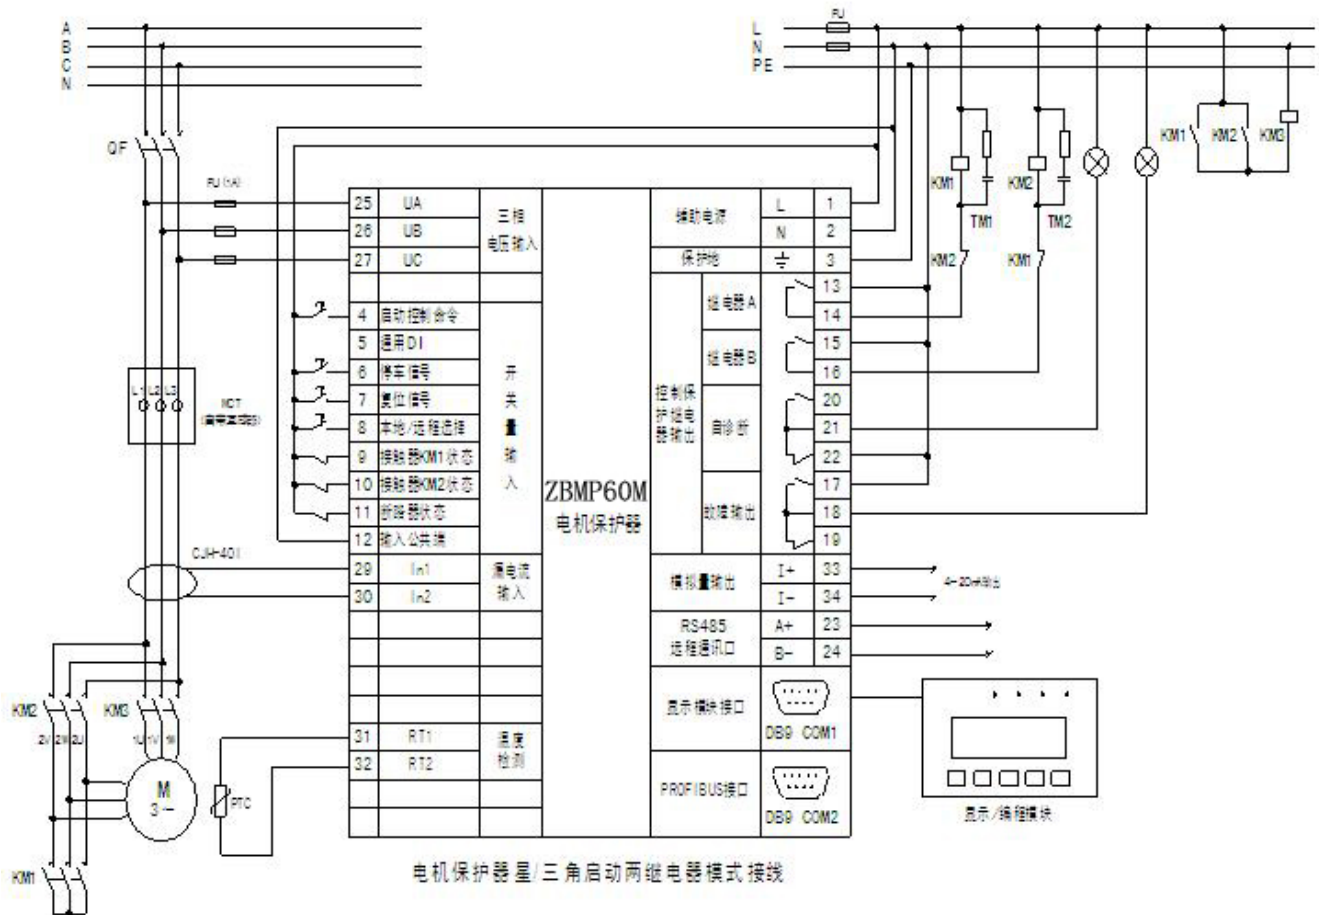 A
B
C
N
QF
FU(1A)
L1 L2 L3
MCT
CJH-401
KM2
KM3
2V 2W 2U
1U 1V 1W
M
3~
KM1
PTC
FU
L
N
PE
KM1
KM2
TM1
TM2
KM2
KM1
KM1
KM2
KM3
25 UA
26 UB
27 UC
三相
电压输入
4 启动控制命令
5 通用DI
6 停车信号
7 复位信号
8 本地/远程选择
9 接触器KM1状态
10 接触器KM2状态
11 断路器状态
12 输入公共端
开
关
量
输
入
29 In1
30 In2
漏电流
输入
31 RT1
32 RT2
温度
检测
ZBMP60M
电机保护器
辅助电源
L 1
N 2
保护地
3
控制保
护继电
器输出
继电器A
13
14
继电器B
15
16
自诊断
20
21
22
故障输出
17
18
19
模拟量输出
I+ 33
I- 34
4-20mA输出
RS485
远程通讯口
A+ 23
B- 24
显示模块接口
DB9 COM1
PROFIBUS接口
DB9 COM2
显示/编程模块
电机保护器星/三角启动两继电器模式接线